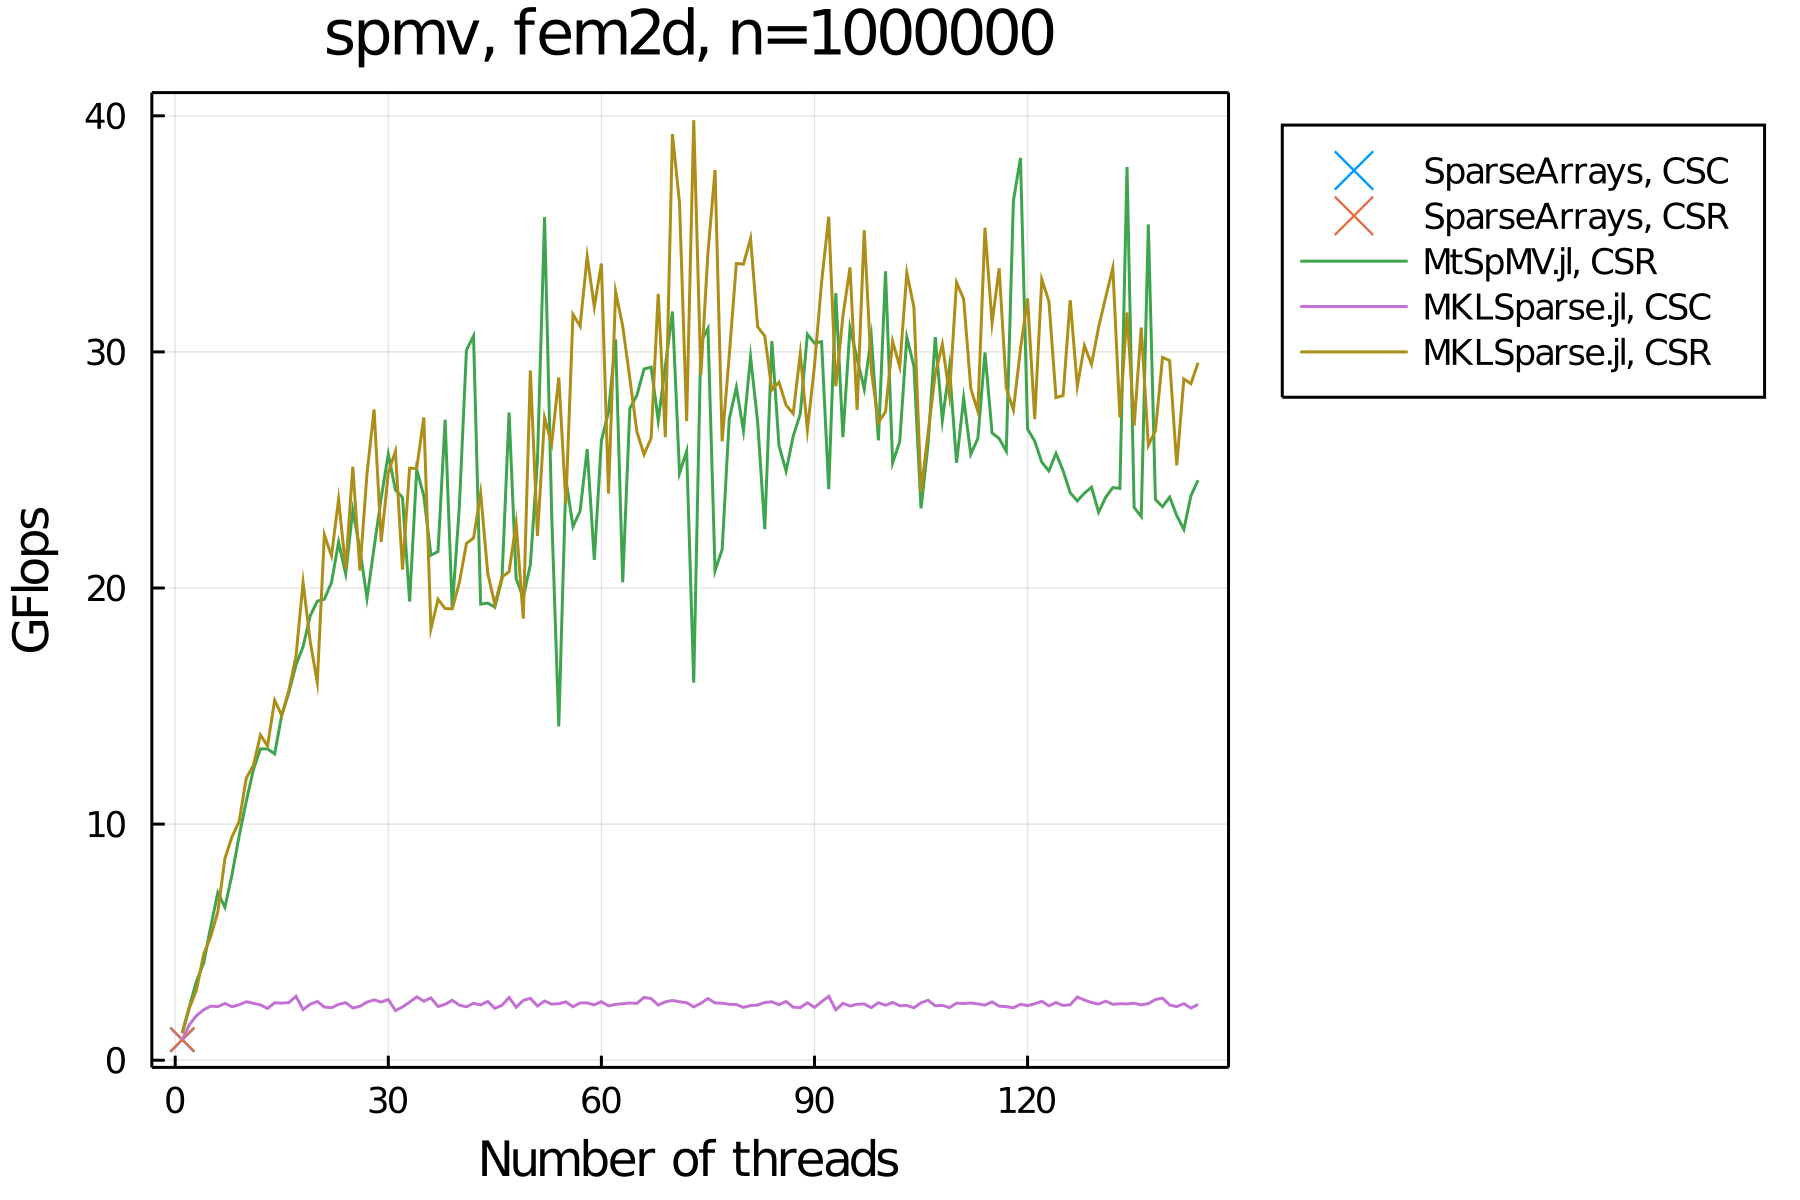 spmv, fem2d, n=1000000
GFlops
40
30
20
10
0
0 30 60 90 120
Number of threads
SparseArrays, CSC
SparseArrays, CSR
MtSpMV.jl, CSR
MKLSparse.jl, CSC
MKLSparse.jl, CSR